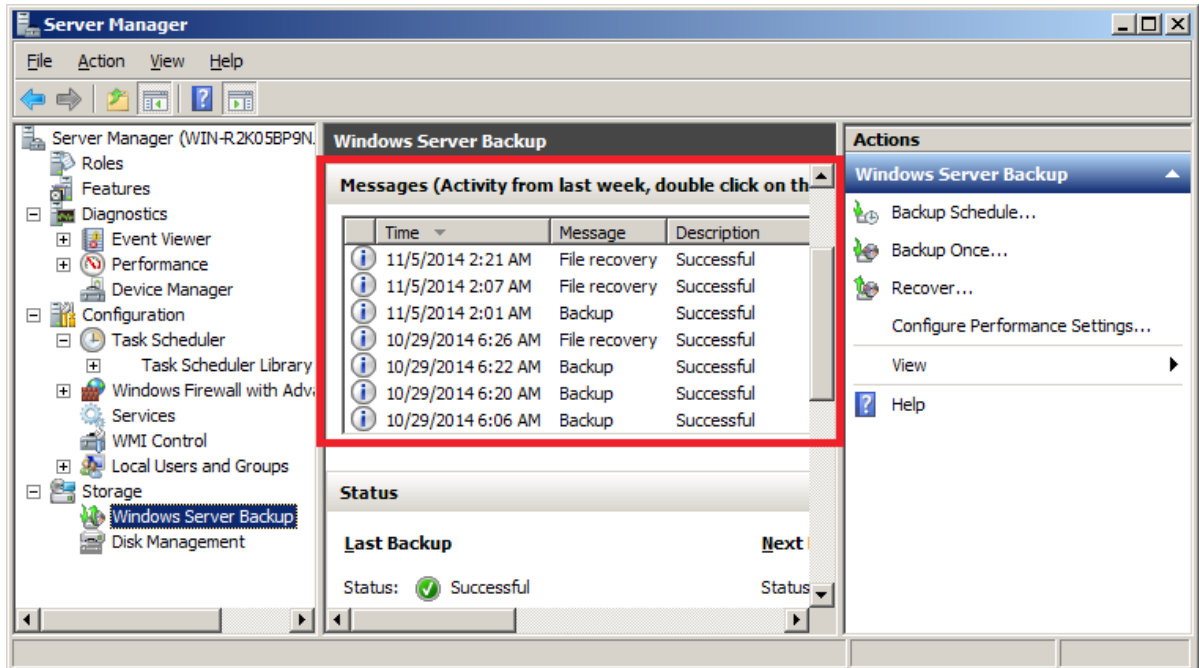 Server Manager
File Action View Help
Server Manager (WIN-R2K05BP9N.
Roles
Features
Diagnostics
Event Viewer
Performance
Device Manager
Configuration
Task Scheduler
Task Scheduler Library
Windows Firewall with Adv
Services
WMI Control
Local Users and Groups
Storage
Windows Server Backup
Disk Management
Windows Server Backup
Messages (Activity from last week, double click on th
Time Message Description
11/5/2014 2:21 AM File recovery Successful
11/5/2014 2:07 AM File recovery Successful
11/5/2014 2:01 AM Backup Successful
10/29/2014 6:26 AM File recovery Successful
10/29/2014 6:22 AM Backup Successful
10/29/2014 6:20 AM Backup Successful
10/29/2014 6:06 AM Backup Successful
Status
Last Backup Next
Status: Successful Status
Actions
Windows Server Backup
Backup Schedule...
Backup Once...
Recover...
Configure Performance Settings...
View
Help